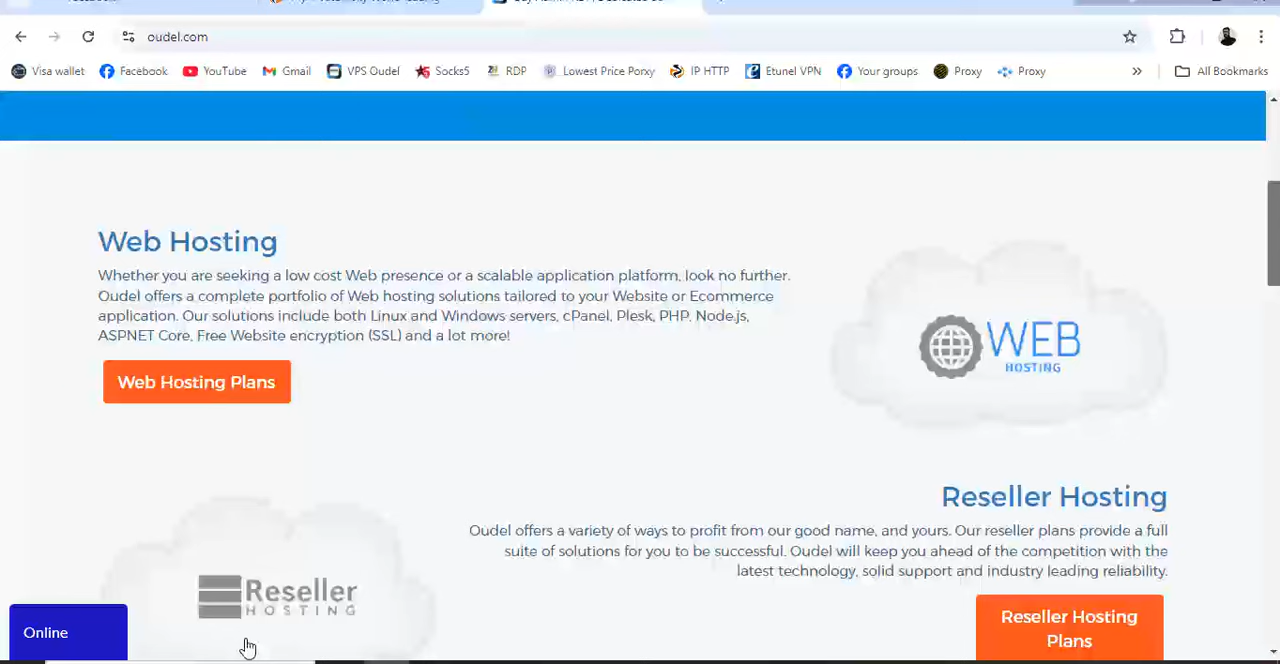 oudel.com
Visa wallet Facebook YouTube Gmail VPS Oudel Socks5 RDP Lowest Price Porxy IP HTTP Etunel VPN Your groups Proxy Proxy » All Bookmarks
Web Hosting
Whether you are seeking a low cost Web presence or a scalable application platform, look no further.
Oudel offers a complete portfolio of Web hosting solutions tailored to your Website or Ecommerce
application. Our solutions include both Linux and Windows servers, cPanel, Plesk, PHP, Node.js,
ASPNET Core, Free Website encryption (SSL) and a lot more!
Web Hosting Plans
WEB
HOSTING
Reseller Hosting
Oudel offers a variety of ways to profit from our good name, and yours. Our reseller plans provide a full
suite of solutions for you to be successful. Oudel will keep you ahead of the competition with the
latest technology, solid support and industry leading reliability.
Reseller
HOSTING
Reseller Hosting
Plans
Online